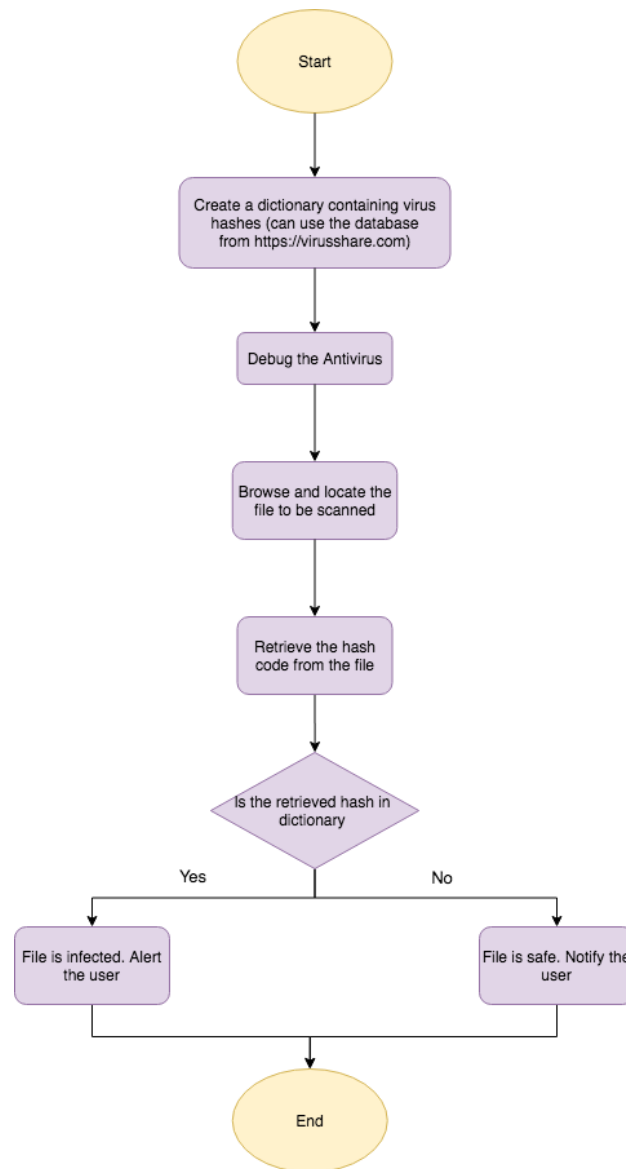 Start
Create a dictionary containing virus
hashes (can use the database
from https://virusshare.com)
Debug the Antivirus
Browse and locate the
file to be scanned
Retrieve the hash
code from the file
Is the retrieved hash in
dictionary
Yes
No
File is infected. Alert
the user
File is safe. Notify the
user
End